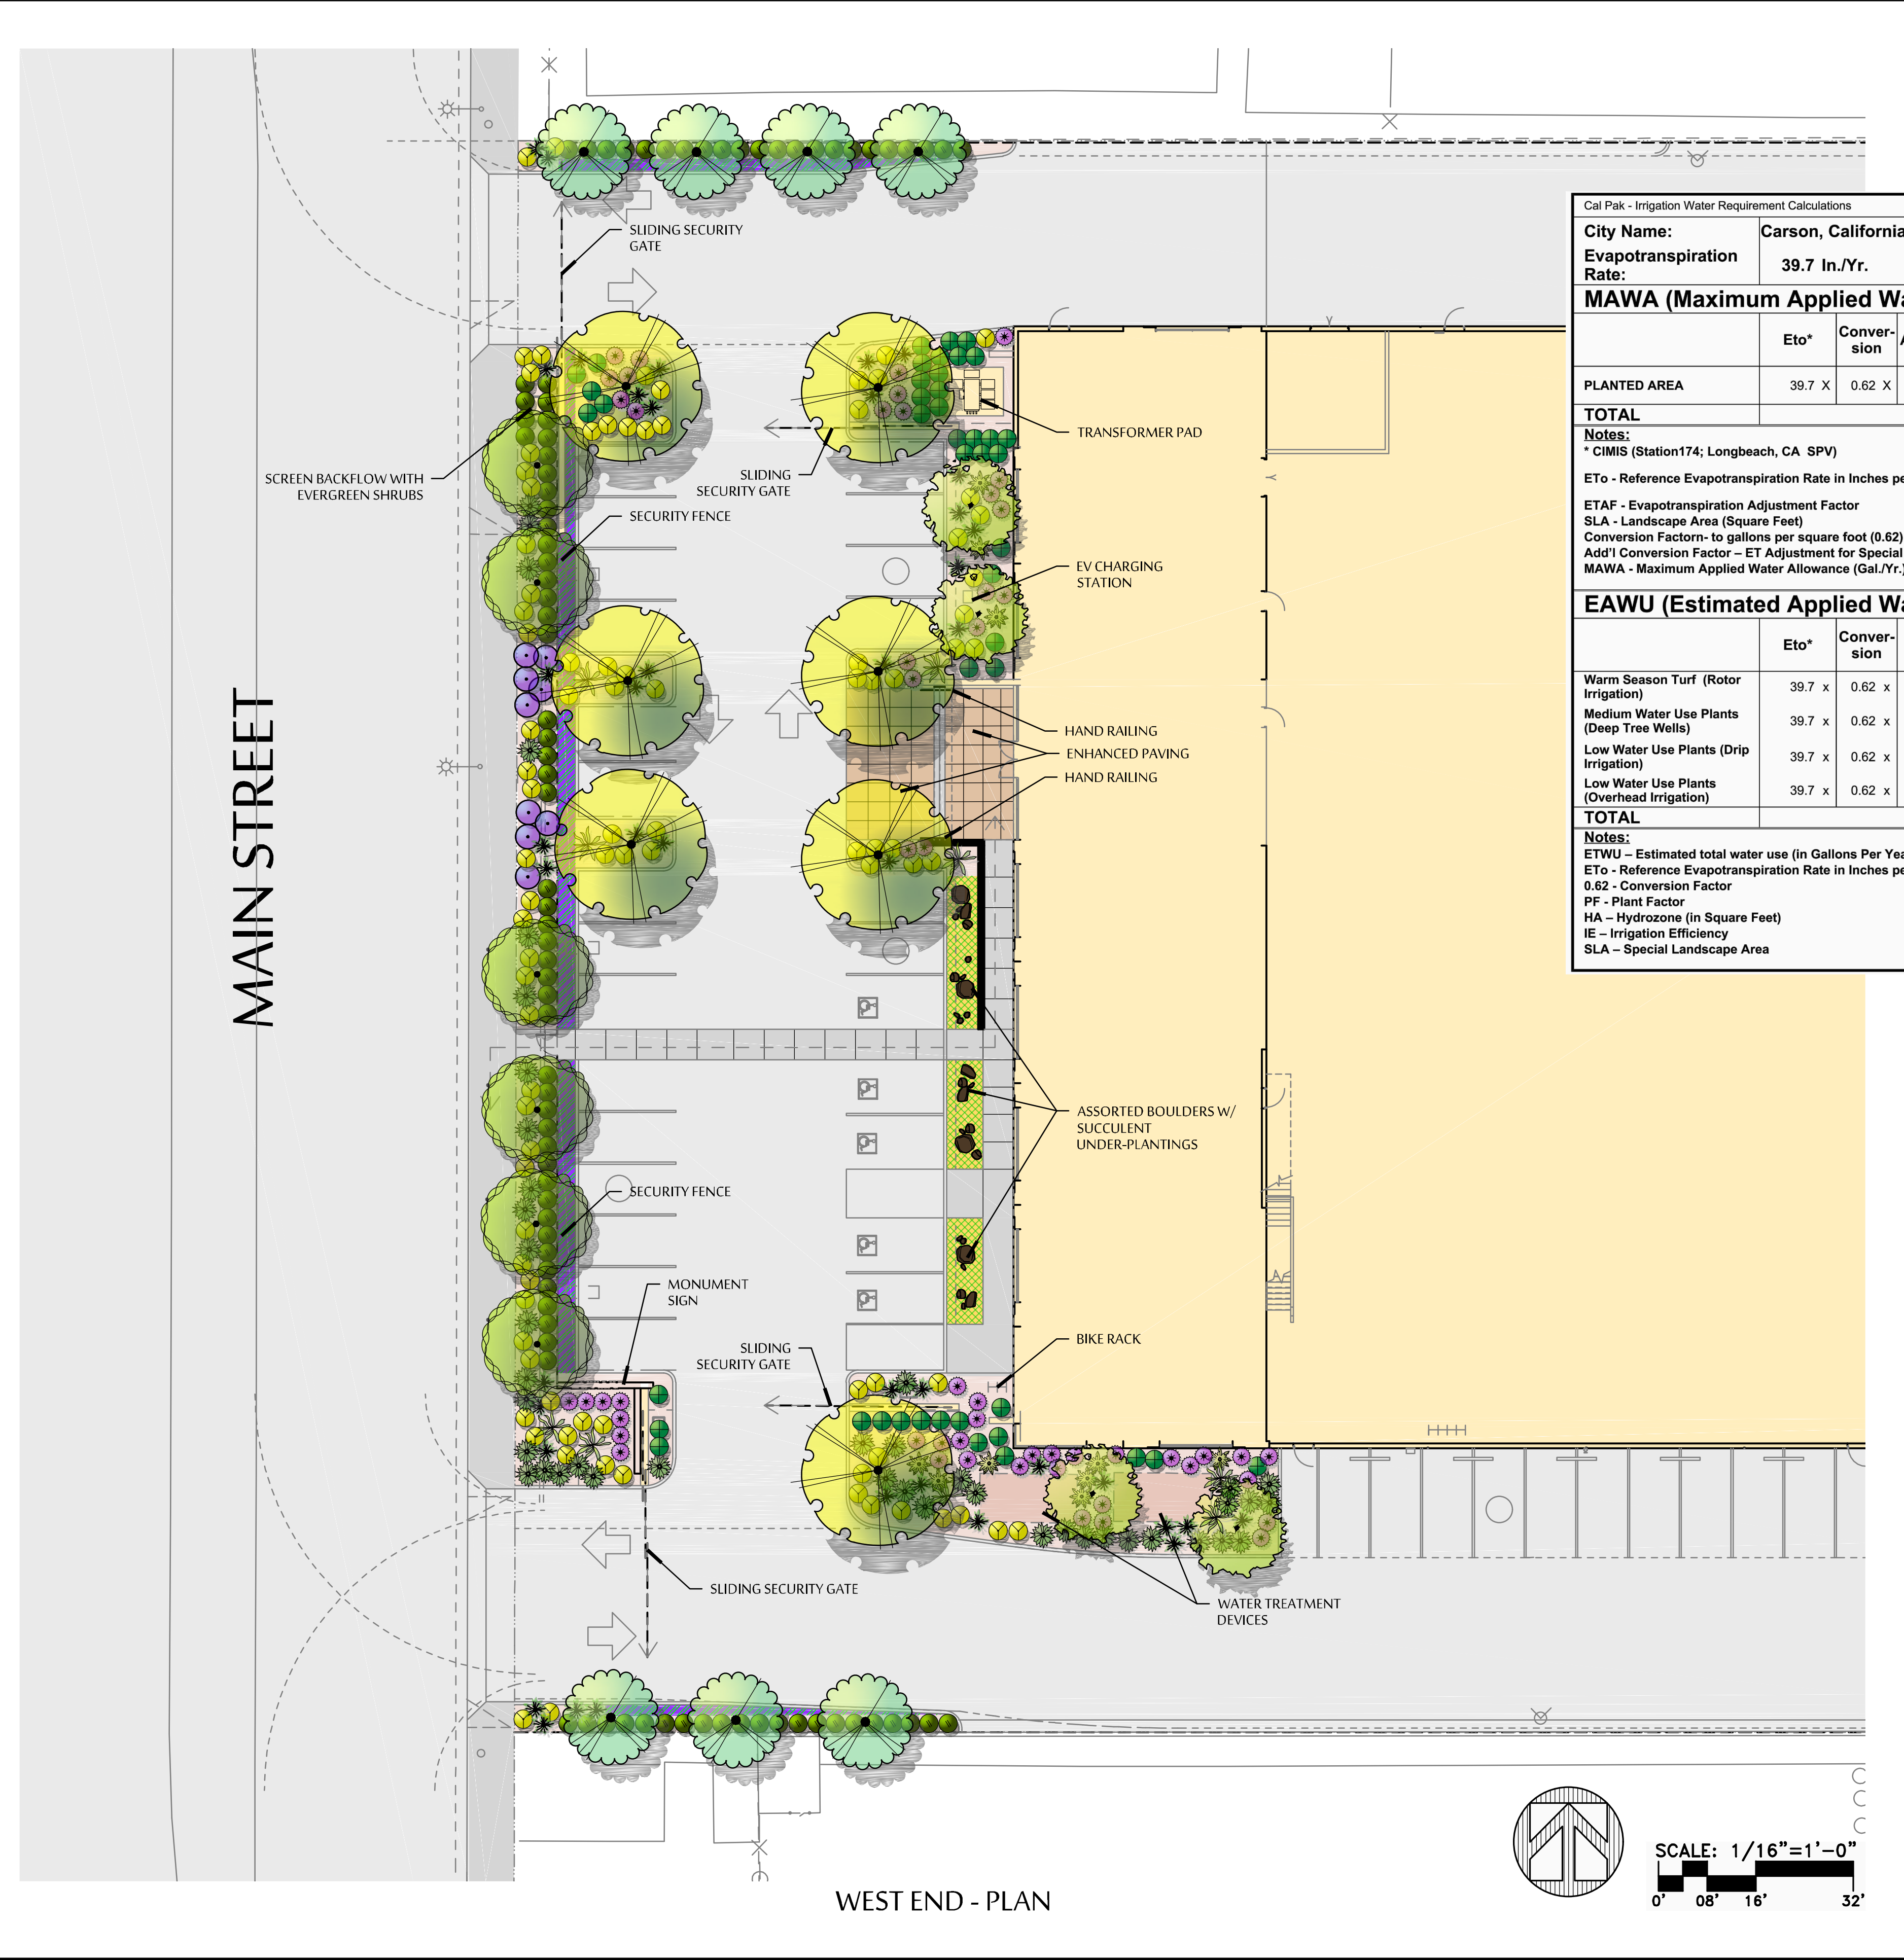 SLIDING SECURITY
GATE
TRANSFORMER PAD
SCREEN BACKFLOW WITH
EVERGREEN SHRUBS
SLIDING
SECURITY GATE
SECURITY FENCE
EV CHARGING
STATION
MAIN STREET
HAND RAILING
ENHANCED PAVING
HAND RAILING
ASSORTED BOULDERS W/
SUCCULENT
UNDER-PLANTINGS
SECURITY FENCE
MONUMENT
SIGN
SLIDING
SECURITY GATE
BIKE RACK
SLIDING SECURITY GATE
WATER TREATMENT
DEVICES
Cal Pak - Irrigation Water Requirement Calculations
City Name: Carson, California
Evapotranspiration
Rate: 39.7 In./Yr.
MAWA (Maximum Applied Wa
Eto* Conver-
sion
PLANTED AREA 39.7 X 0.62 X
TOTAL
Notes:
* CIMIS (Station174; Longbeach, CA SPV)
ETo - Reference Evapotranspiration Rate in Inches pe
ETAF - Evapotranspiration Adjustment Factor
SLA - Landscape Area (Square Feet)
Conversion Factorn- to gallons per square foot (0.62)
Add'l Conversion Factor – ET Adjustment for Special
MAWA - Maximum Applied Water Allowance (Gal./Yr.)
EAWU (Estimated Applied Wa
Eto* Conver-
sion
Warm Season Turf (Rotor
Irrigation) 39.7 x 0.62 x
Medium Water Use Plants
(Deep Tree Wells) 39.7 x 0.62 x
Low Water Use Plants (Drip
Irrigation) 39.7 x 0.62 x
Low Water Use Plants
(Overhead Irrigation) 39.7 x 0.62 x
TOTAL
Notes:
ETWU – Estimated total water use (in Gallons Per Yea
ETo - Reference Evapotranspiration Rate in Inches pe
0.62 - Conversion Factor
PF - Plant Factor
HA – Hydrozone (in Square Feet)
IE – Irrigation Efficiency
SLA – Special Landscape Area
SCALE: 1/16"=1'-0"
0' 08' 16' 32'
WEST END - PLAN